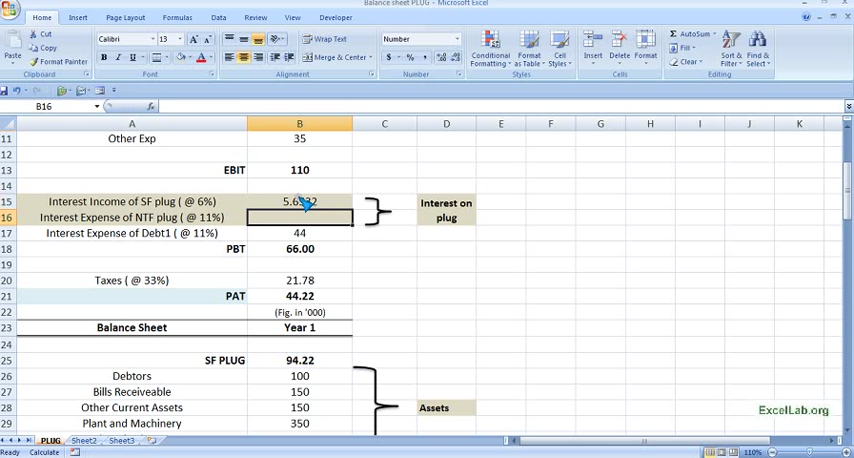 Balance sheet PLUG - Microsoft Excel
Home Insert Page Layout Formulas Data Review View Developer
Paste
Cut
Copy
Format Painter
Clipboard
Calibri 13
B I U
Font
Wrap Text
Merge & Center
Alignment
Number
$ % ,
Number
Conditional Formatting
Format as Table
Cell Styles
Styles
Insert Delete Format
Cells
Σ AutoSum
Fill
Clear
Sort & Filter
Find & Select
Editing
B16 fx
A B C D E F G H I J K
11 Other Exp 35
12
13 EBIT 110
14
15 Interest Income of SF plug ( @ 6%) Interest on
16 Interest Expense of NTF plug ( @ 11%) plug
17 Interest Expense of Debt1 ( @ 11%) 44
18 PBT 66.00
19
20 Taxes ( @ 33%) 21.78
21 PAT 44.22
22 (Fig. in '000)
23 Balance Sheet Year 1
24
25 SF PLUG 94.22
26 Debtors 100
27 Bills Receiveable 150
28 Other Current Assets 150 Assets
29 Plant and Machinery 350
ExcelLab.org
PLUG Sheet2 Sheet3
Ready Calculate 110%